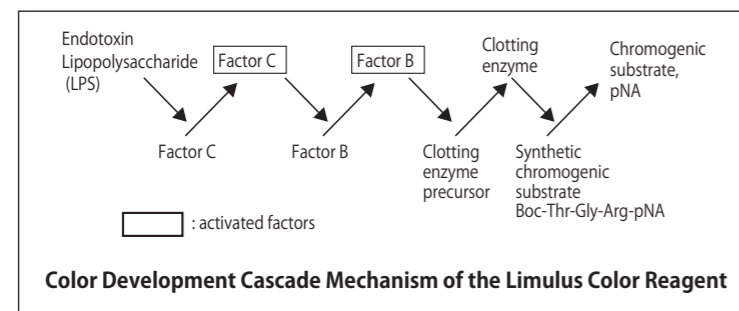 Endotoxin
Lipopolysaccharide
(LPS)
Factor C
Factor B
Clotting
enzyme
Chromogenic
substrate,
pNA
Factor C
Factor B
Clotting
enzyme
precursor
Synthetic
chromogenic
substrate
Boc-Thr-Gly-Arg-pNA
: activated factors
Color Development Cascade Mechanism of the Limulus Color Reagent